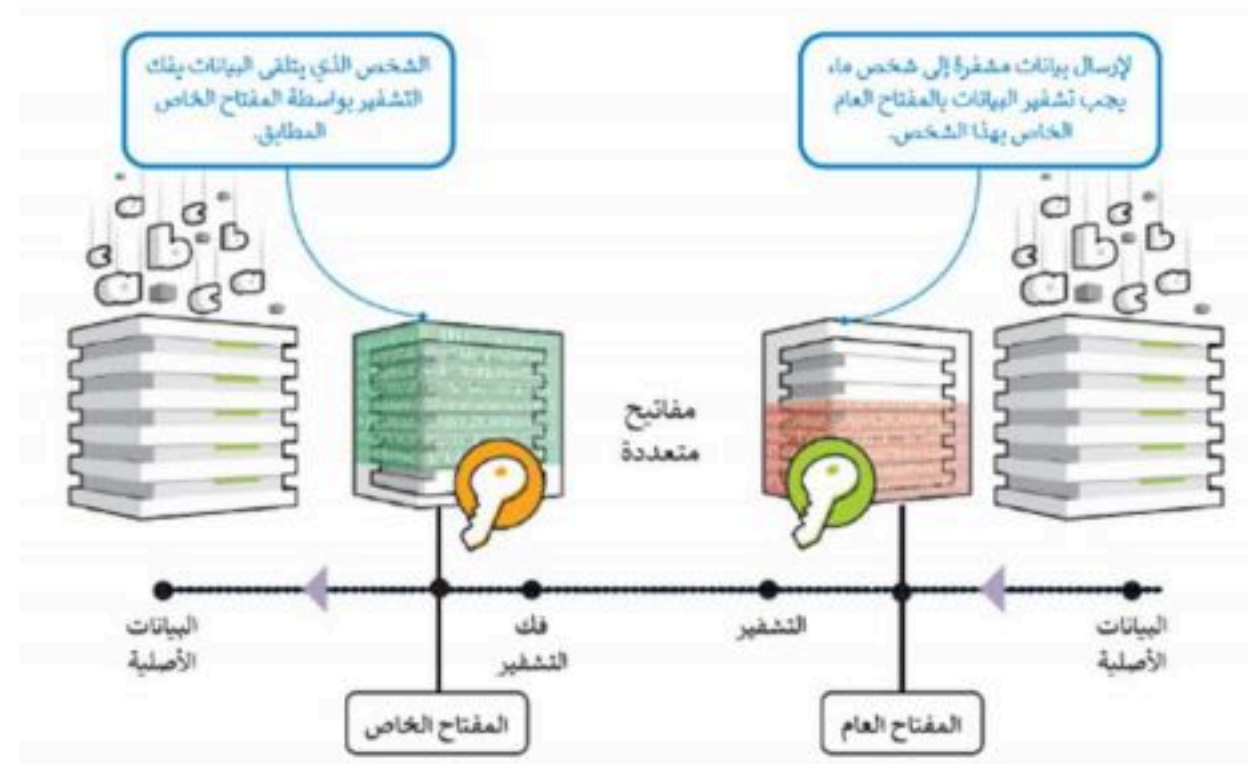 لإرسال بيانات مشفرة إلى شخص ما،
يجب تشفير البيانات بالمفتاح العام
الخاص بهذا الشخص.
الشخص الذي يتلقى البيانات يفك
التشفير بواسطة المفتاح الخاص
المطابق.
مفاتيح
متعددة
البيانات
الأصلية
التشفير
فك
التشفير
البيانات
الأصلية
المفتاح العام
المفتاح الخاص